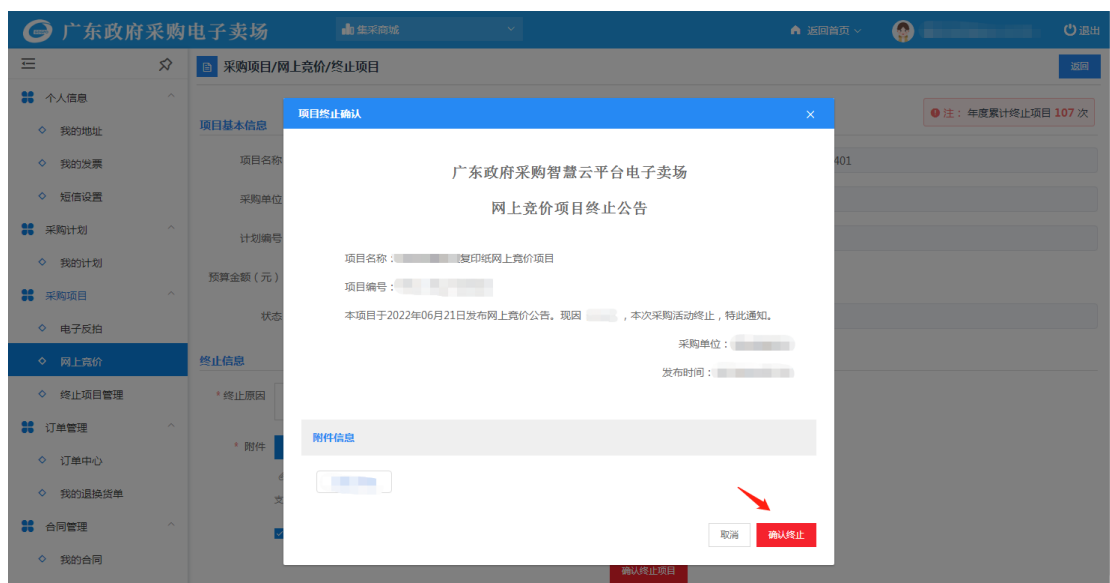 广东政府采购电子卖场
集采商城
返回首页
退出
采购项目/网上竞价/终止项目
返回
个人信息
我的地址
我的发票
短信设置
采购计划
我的计划
采购项目
电子反拍
网上竞价
终止项目管理
订单管理
订单中心
我的退换货单
合同管理
我的合同
注： 年度累计终止项目 107 次
项目基本信息
项目名称
401
采购单位
计划编号
预算金额（元）
状态
终止信息
* 终止原因
* 附件
支
确认终止项目
项目终止确认
广东政府采购智慧云平台电子卖场
网上竞价项目终止公告
项目名称：复印纸网上竞价项目
项目编号：
本项目于2022年06月21日发布网上竞价公告。现因 ，本次采购活动终止，特此通知。
采购单位：
发布时间：
附件信息
取消
确认终止